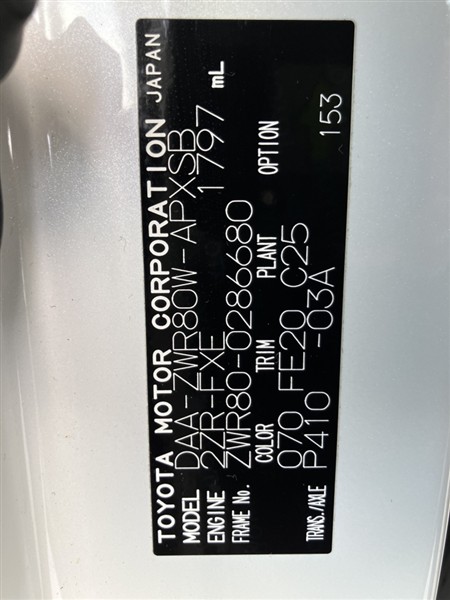 TOYOTA MOTOR CORPORATION JAPAN
MODEL DAA-ZWR80W-APXSB
ENGINE 2ZR-FXE 1797 mL
FRAME No. ZWR80-0286680
COLOR TRIM PLANT OPTION
070 FE20 C25 153
TRANS./AXLE P410 -03A